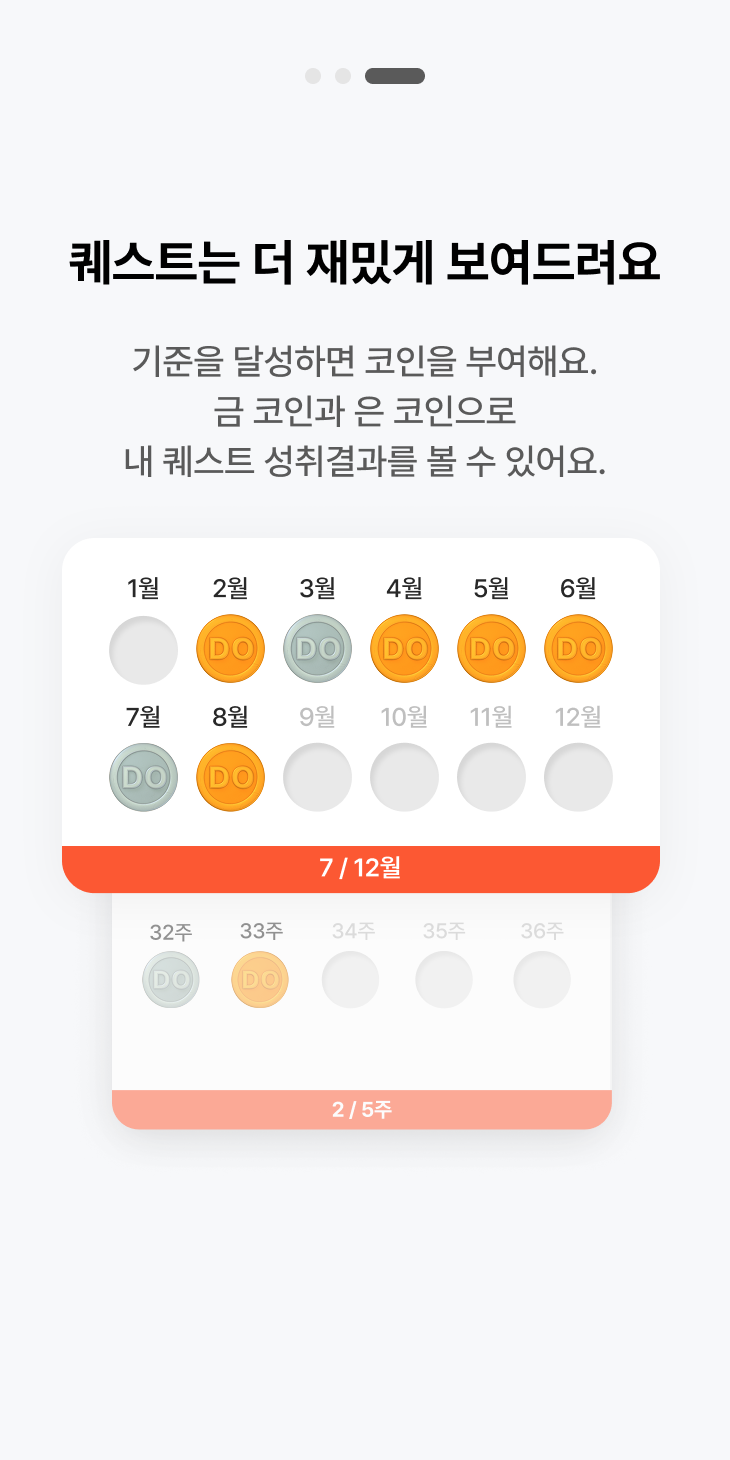 퀘스트는 더 재밌게 보여드려요
기준을 달성하면 코인을 부여해요.
금 코인과 은 코인으로
내 퀘스트 성취결과를 볼 수 있어요.
1월 2월 3월 4월 5월 6월
DO DO DO DO DO
7월 8월 9월 10월 11월 12월
DO DO
7 / 12월
32주 33주 34주 35주 36주
DO DO
2 / 5주